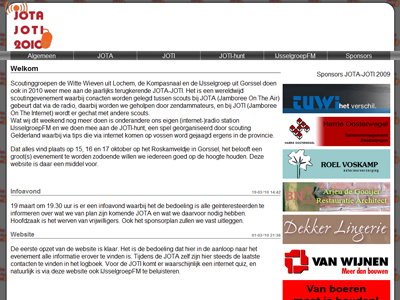 JOTA
JOTI
2010
Algemeen JOTA JOTI JOTI-hunt IJsselgroepFM Sponsors
Welkom
Scoutinggroepen de Witte Wieven uit Lochem, de Kompasnaal en de IJsselgroep uit Gorssel doen
ook in 2010 weer mee aan de jaarlijks terugkerende JOTA-JOTI. Het is een wereldwijd
scoutingevenement waarbij conacten worden gelegd tussen scouts bij JOTA (Jamboree On The Air)
gebeurt dat via de radio, daarbij worden we geholpen door zendamateurs, en bij JOTI (Jamboree
On The Internet) wordt er gechat met andere scouts.
Wat wij dit weekend nog meer doen is onderandere ons eigen (internet-)radio station
IJsselgroepFM en we doen mee aan de JOTI-hunt, een spel georganiseerd door scouting
Gelderland waarbij via tips die via internet komen op vossen word gejaagd ergens in de provincie.
Dat alles vind plaats op 15, 16 en 17 oktober op het Roskamveldje in Gorssel, het belooft een
groot(s) evenement te worden zodoende willen we iedereen goed op de hoogte houden. Deze
website is daar een middel voor.
Infoavond
19-03-'10 14:42
19 maart om 19.30 uur is er een infoavond waarbij het de bedoeling is alle geinteresseerden te
informeren over wat we van plan zijn komende JOTA en wat we daarvoor nodig hebben.
Hoofdzaak is het werven van vrijwilligers. Ook het sponsorplan zullen we vast uitleggen.
Website
De eerste opzet van de website is klaar. Het is de bedoeling dat hier in de aanloop naar het
evenement alle informatie erover te vinden is. Tijdens de JOTA zelf zijn hier steeds de laatste
contacten te vinden in het logboek. Voor de JOTI komt er waarschijnlijk een internet quiz, en
natuurlijk is via deze website ook IJsselgroepFM te beluisteren.
Sponsors JOTA-JOTI 2009
TUWI het verschil.
Harrie Oosterwegel
ROEL VOSKAMP
Arjen de Gooijer
Restauratie Architect
Dekker Lingerie
VAN WIJNEN
Meer dan bouwen
Van boeren
moet je houden!